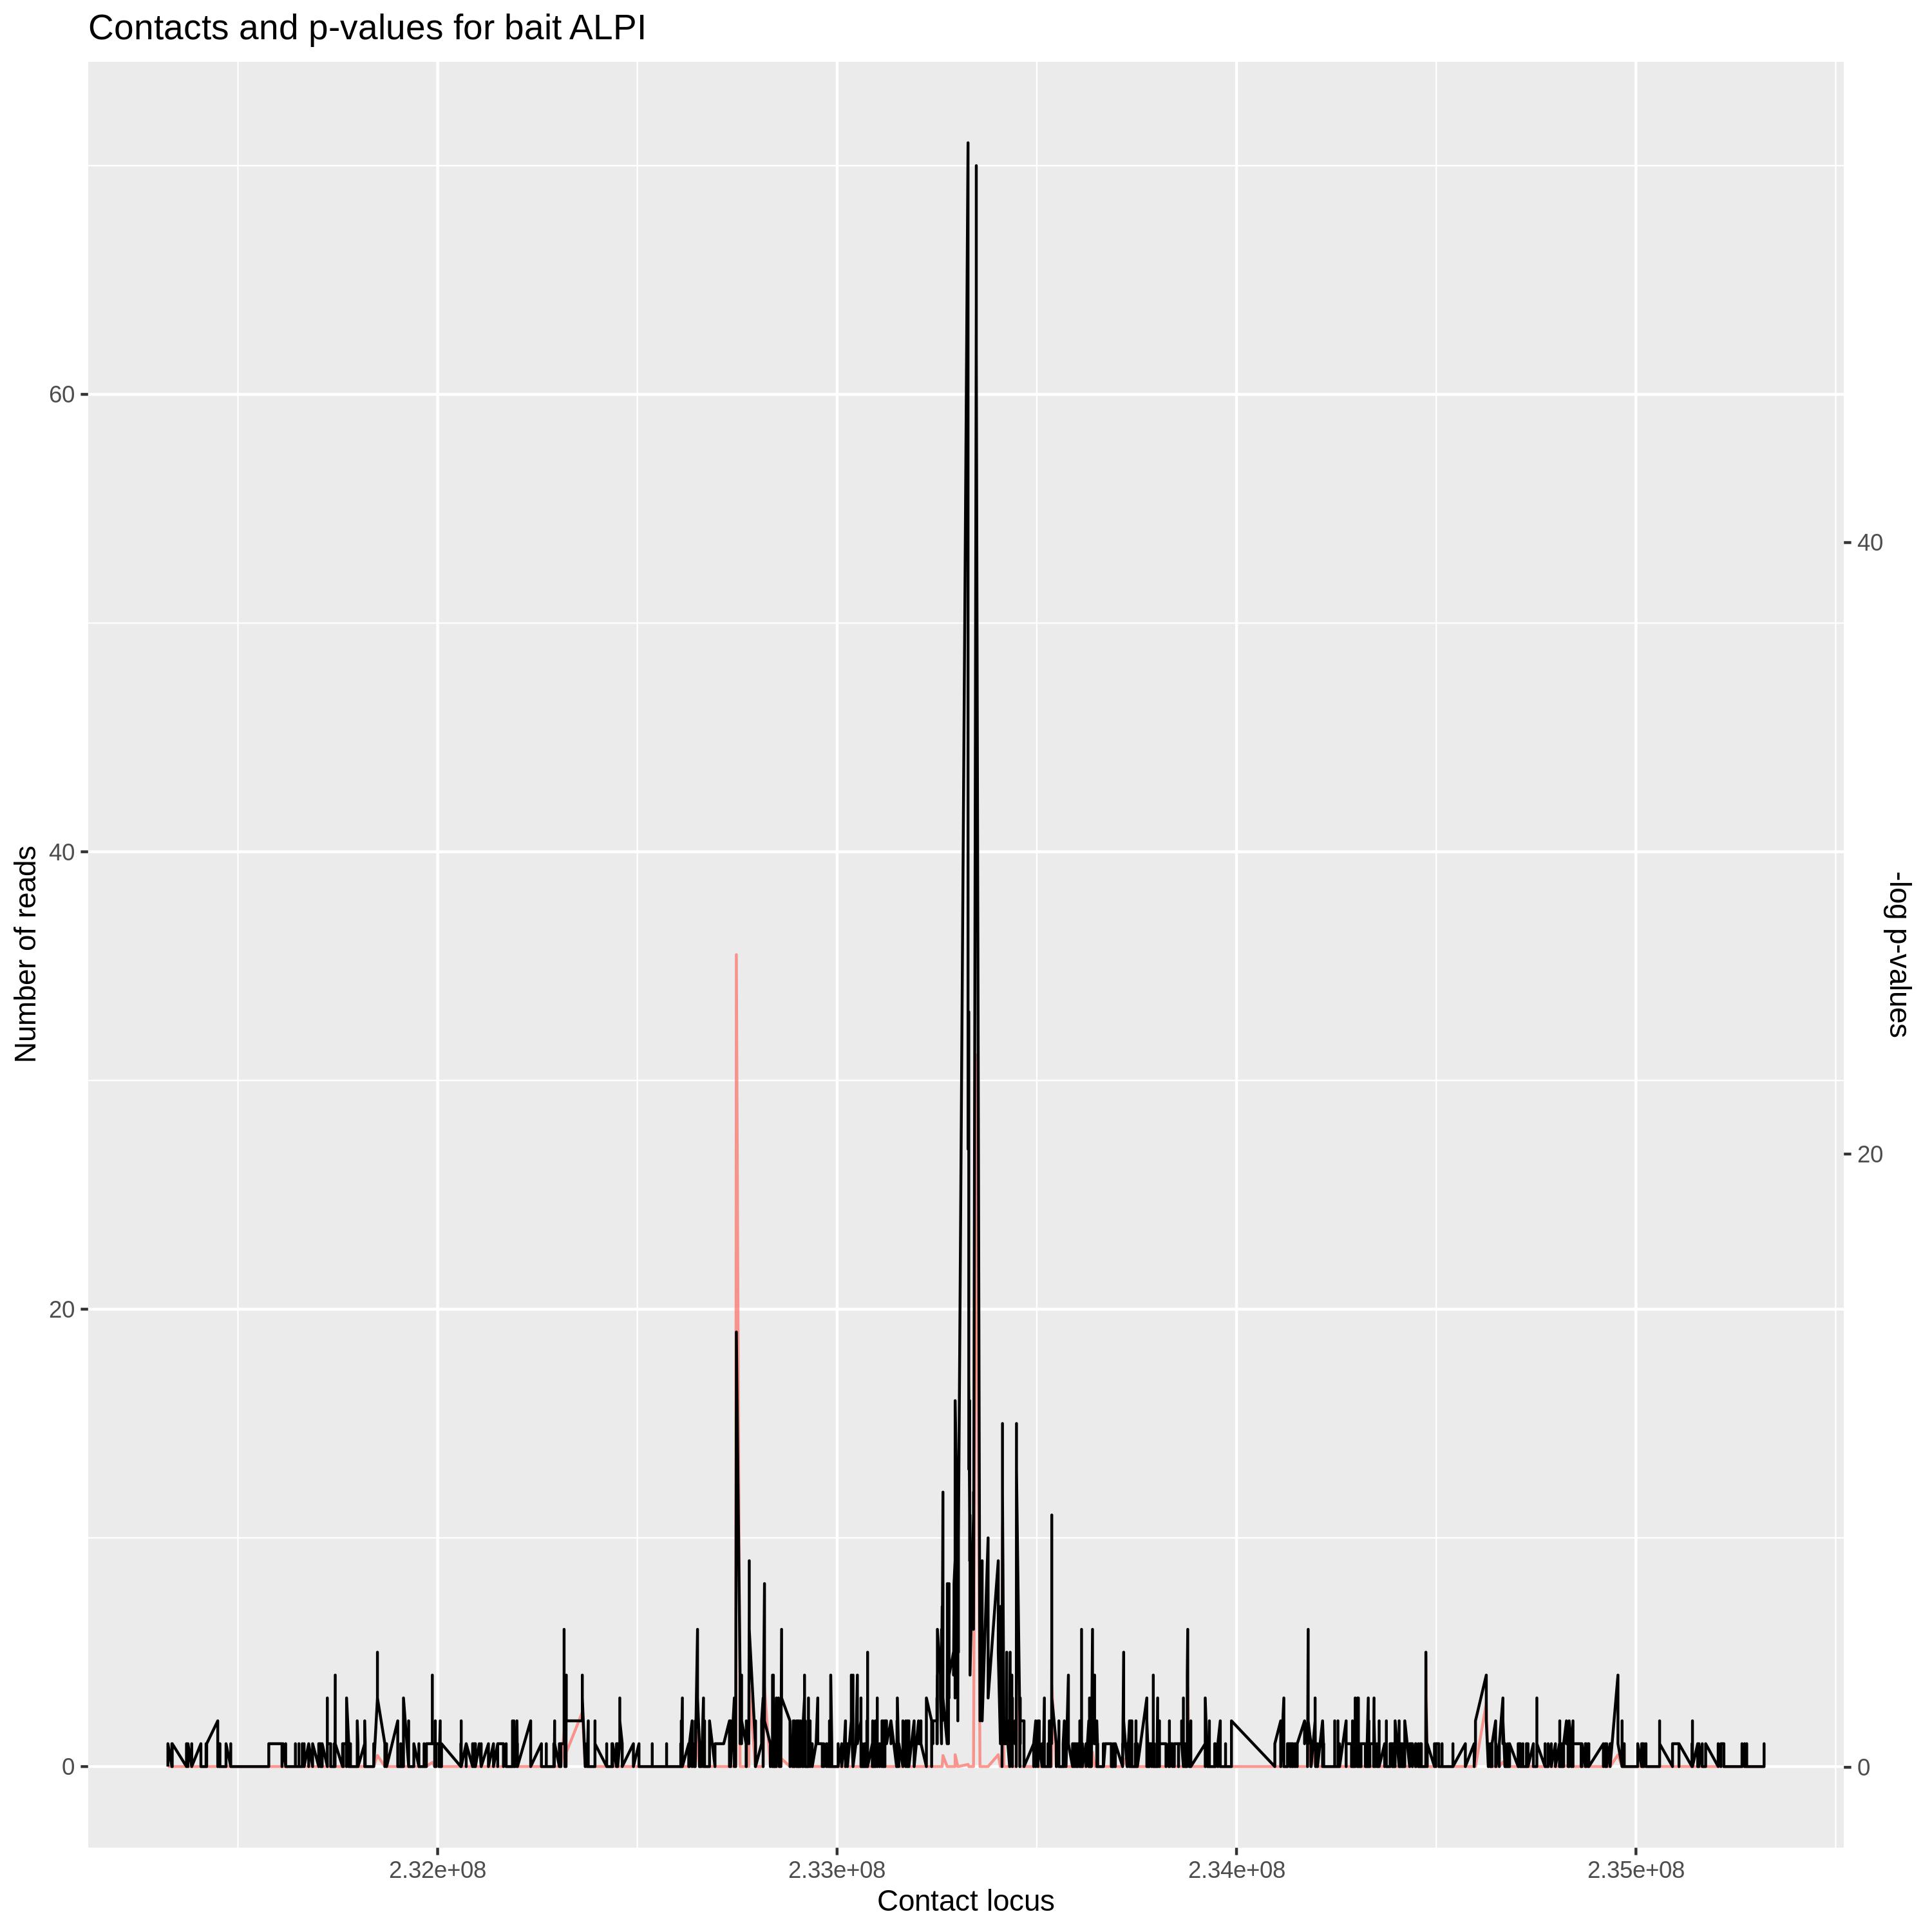 Contacts and p-values for bait ALPI
Number of reads
60
40
20
0
40
20
0
-log p-values
2.32e+08 2.33e+08 2.34e+08 2.35e+08
Contact locus